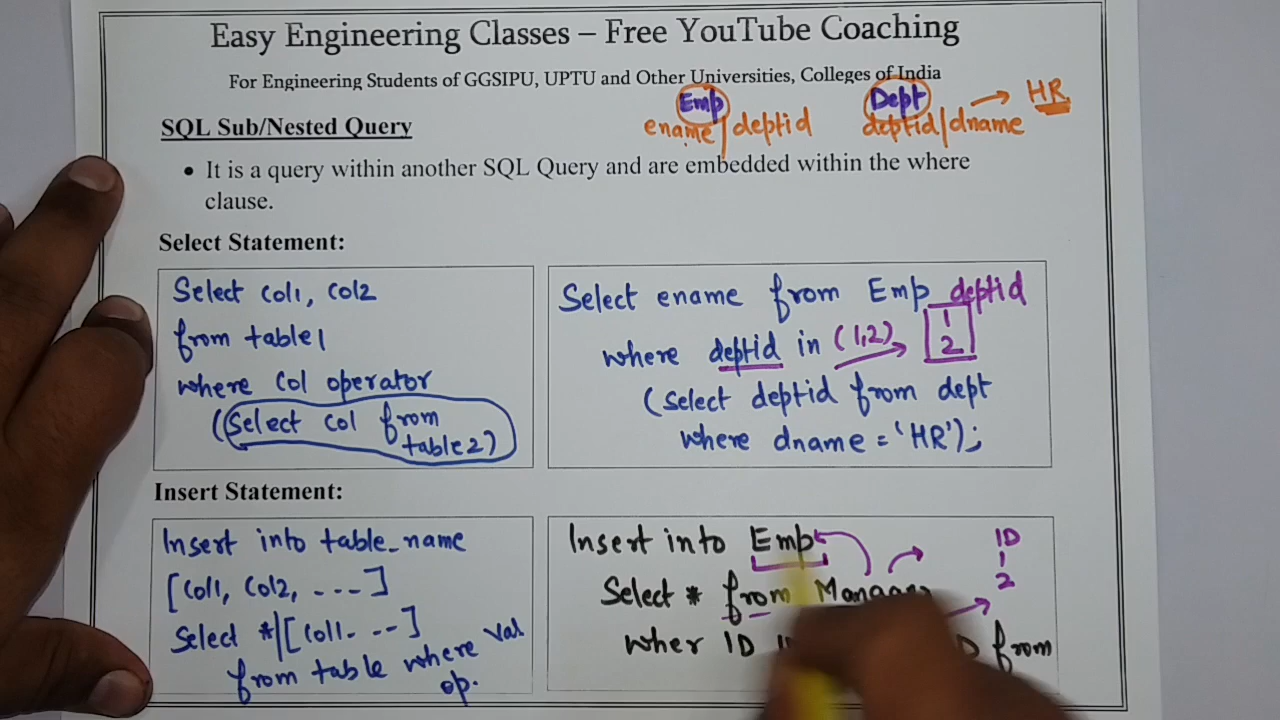 Easy Engineering Classes – Free YouTube Coaching
For Engineering Students of GGSIPU, UPTU and Other Universities, Colleges of India
Emp Dept → HR
ename/deptid deptid/dname
SQL Sub/Nested Query
• It is a query within another SQL Query and are embedded within the where
clause.
Select Statement:
Select col1, col2
from table1
where col operator
(Select col from
table2)
Select ename from Emp deptid
where deptid in (1,2) → 1
2
(Select deptid from dept
where dname = 'HR');
Insert Statement:
Insert into table_name
[col1, col2, - - - -]
Select */[col1- - -]
from table where val
op.
Insert into Emp
Select * from
wher ID from
ID
1
2